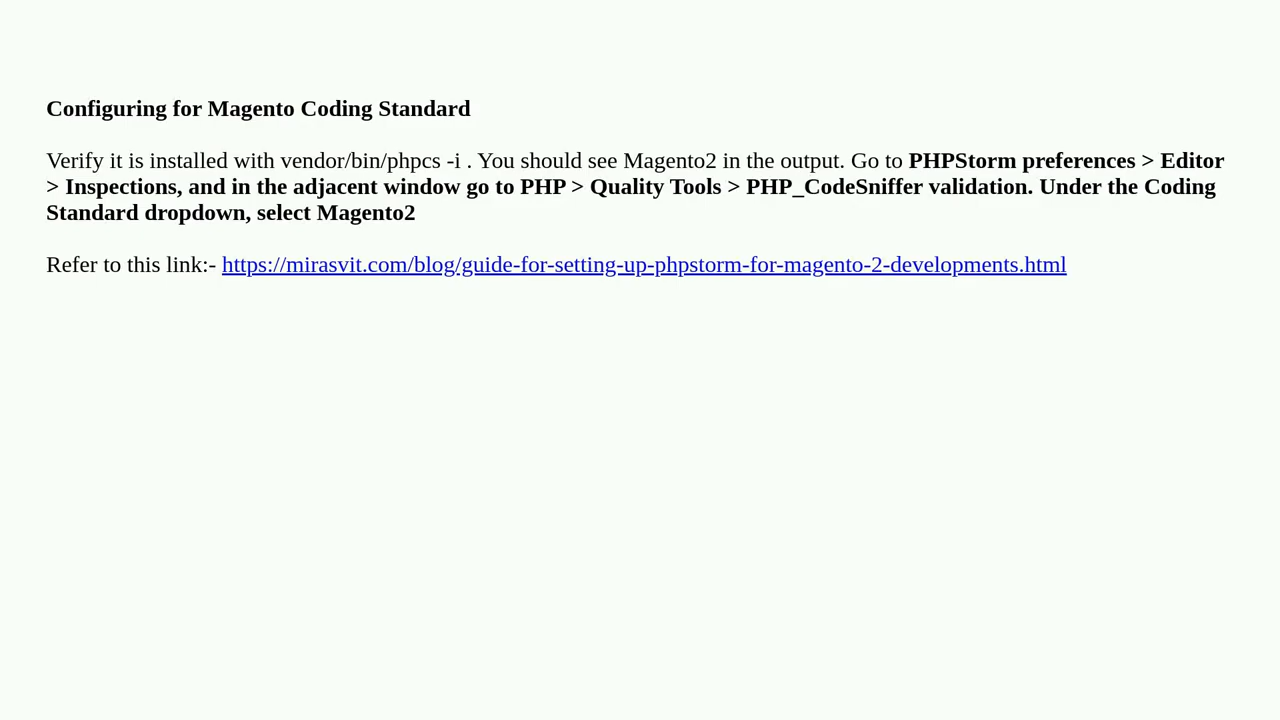 Configuring for Magento Coding Standard
Verify it is installed with vendor/bin/phpcs -i . You should see Magento2 in the output. Go to PHPStorm preferences > Editor
> Inspections, and in the adjacent window go to PHP > Quality Tools > PHP_CodeSniffer validation. Under the Coding
Standard dropdown, select Magento2
Refer to this link:- https://mirasvit.com/blog/guide-for-setting-up-phpstorm-for-magento-2-developments.html